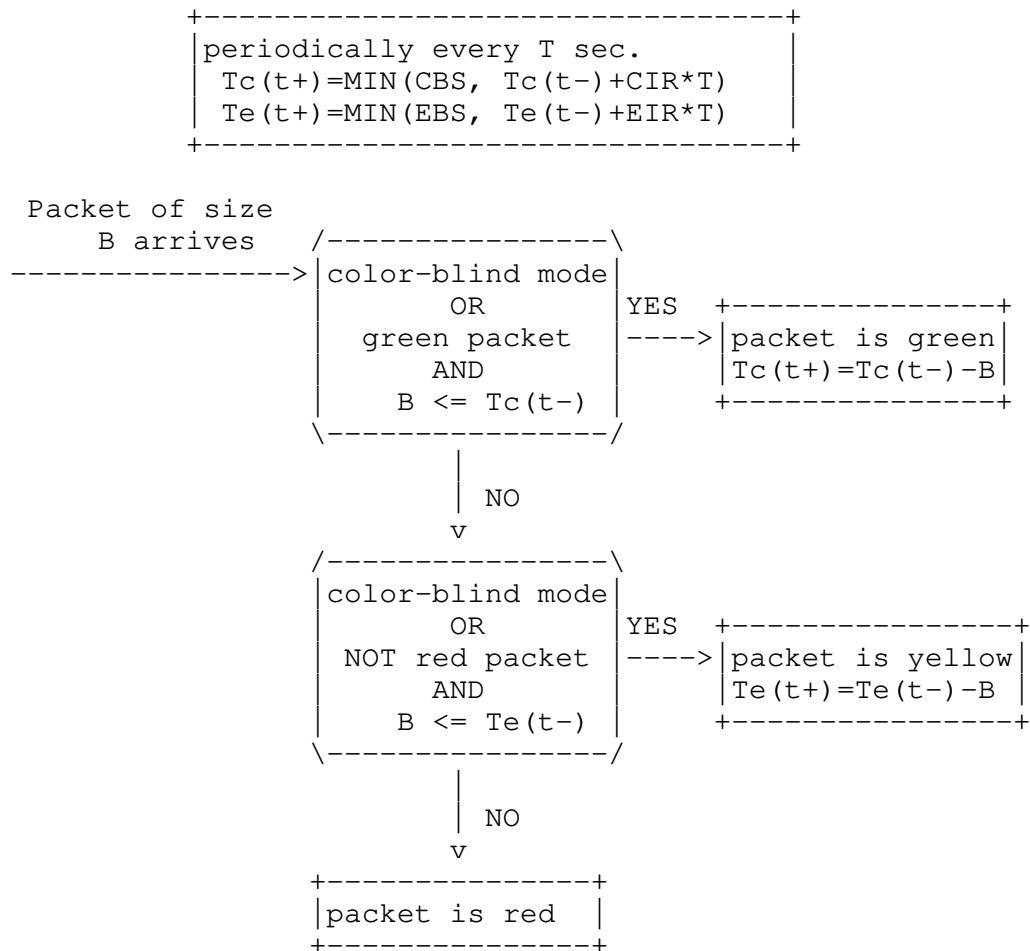 periodically every T sec.
Tc(t+)=MIN(CBS, Tc(t-)+CIR*T)
Te(t+)=MIN(EBS, Te(t-)+EIR*T)
Packet of size
B arrives
color-blind mode
OR
green packet
AND
B <= Tc(t-)
YES
packet is green
Tc(t+)=Tc(t-)-B
NO
color-blind mode
OR
NOT red packet
AND
B <= Te(t-)
YES
packet is yellow
Te(t+)=Te(t-)-B
NO
packet is red